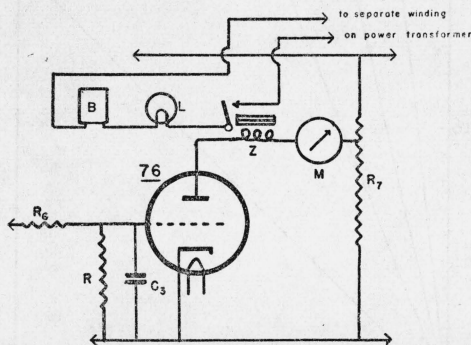 to separate winding
on power transformer
B
L
Z
M
R7
76
R6
R
C3